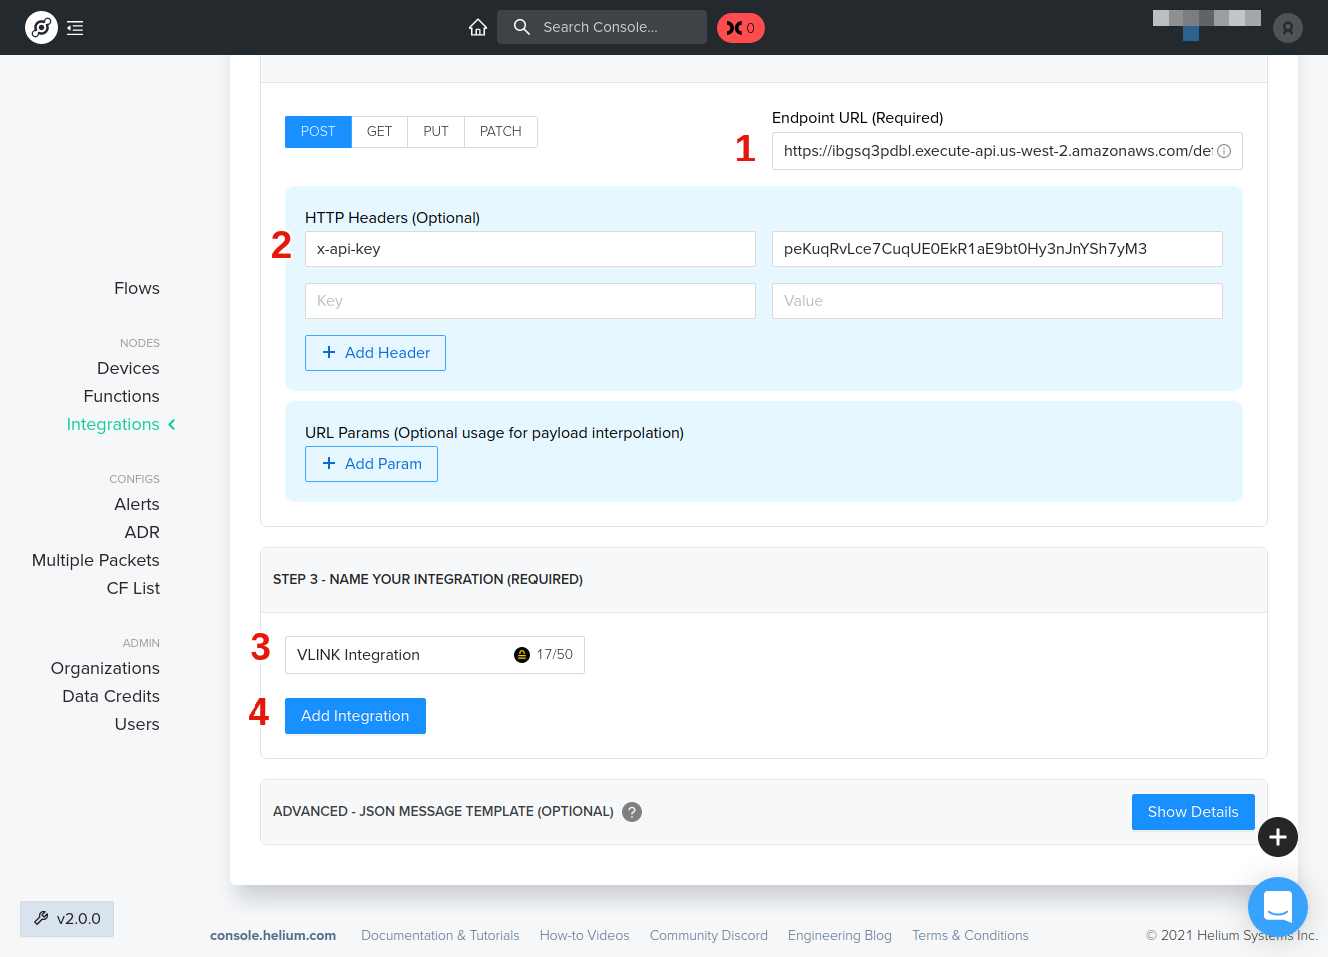 Search Console...
0
POST GET PUT PATCH
Endpoint URL (Required)
1
https://ibgsq3pdbl.execute-api.us-west-2.amazonaws.com/def
HTTP Headers (Optional)
2
x-api-key peKuqRvLce7CuqUE0EkR1aE9bt0Hy3nJnYSh7yM3
Key Value
Add Header
URL Params (Optional usage for payload interpolation)
Add Param
Flows
NODES
Devices
Functions
Integrations
CONFIGS
Alerts
ADR
Multiple Packets
CF List
ADMIN
Organizations
Data Credits
Users
STEP 3 - NAME YOUR INTEGRATION (REQUIRED)
3
VLINK Integration 17/50
4
Add Integration
ADVANCED - JSON MESSAGE TEMPLATE (OPTIONAL) ?
Show Details
v2.0.0
console.helium.com Documentation & Tutorials How-to Videos Community Discord Engineering Blog Terms & Conditions © 2021 Helium Systems Inc.